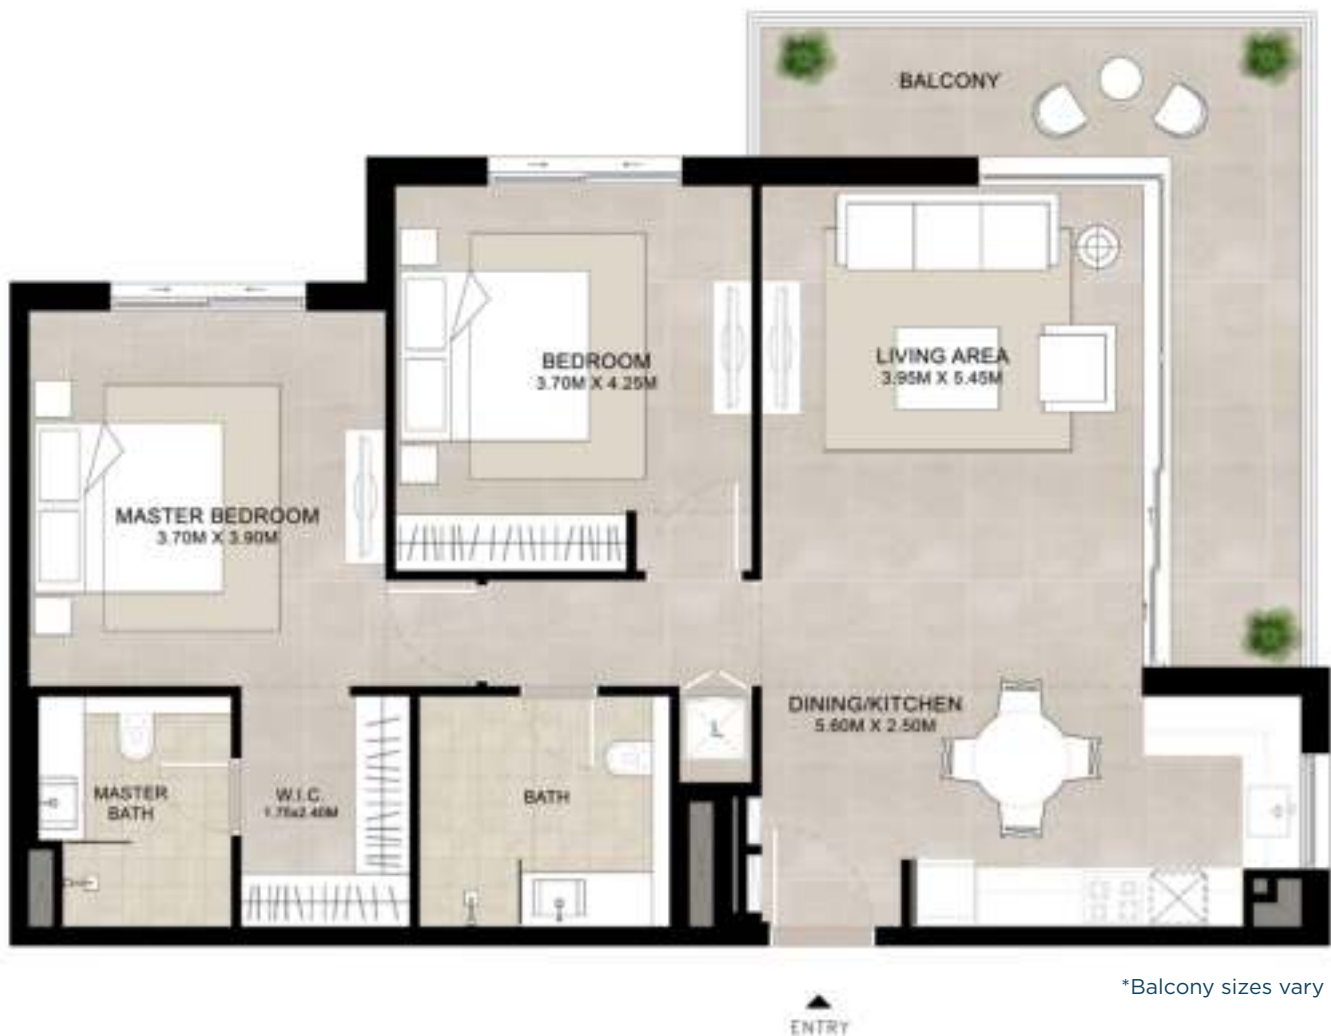 BALCONY
BEDROOM
3.70M X 4.25M
LIVING AREA
3.95M X 5.45M
MASTER BEDROOM
3.70M X 3.90M
DINING/KITCHEN
5.60M X 2.50M
L
MASTER
BATH
W.I.C.
1.75x2.40M
BATH
*Balcony sizes vary
ENTRY